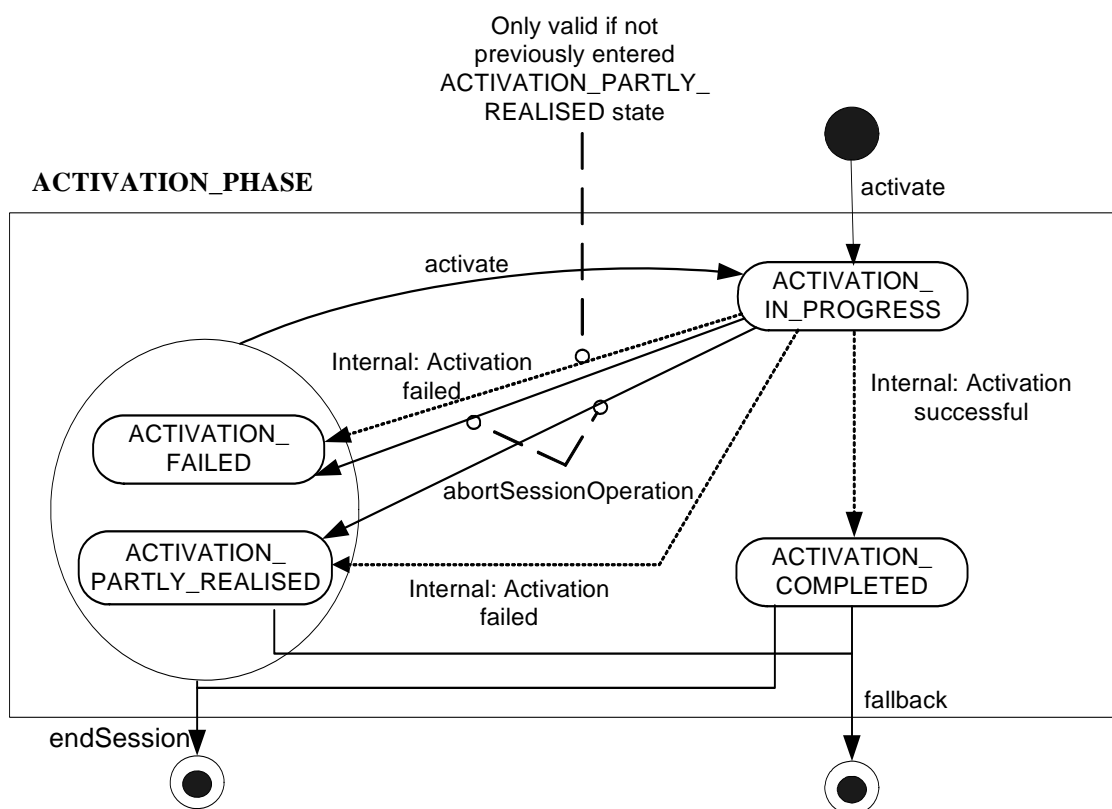 Only valid if not
previously entered
ACTIVATION_PARTLY_
REALISED state
ACTIVATION_PHASE
activate
activate
ACTIVATION_
IN_PROGRESS
Internal: Activation
failed
Internal: Activation
successful
ACTIVATION_
FAILED
abortSessionOperation
ACTIVATION_
PARTLY_REALISED
Internal: Activation
failed
ACTIVATION_
COMPLETED
fallback
endSession